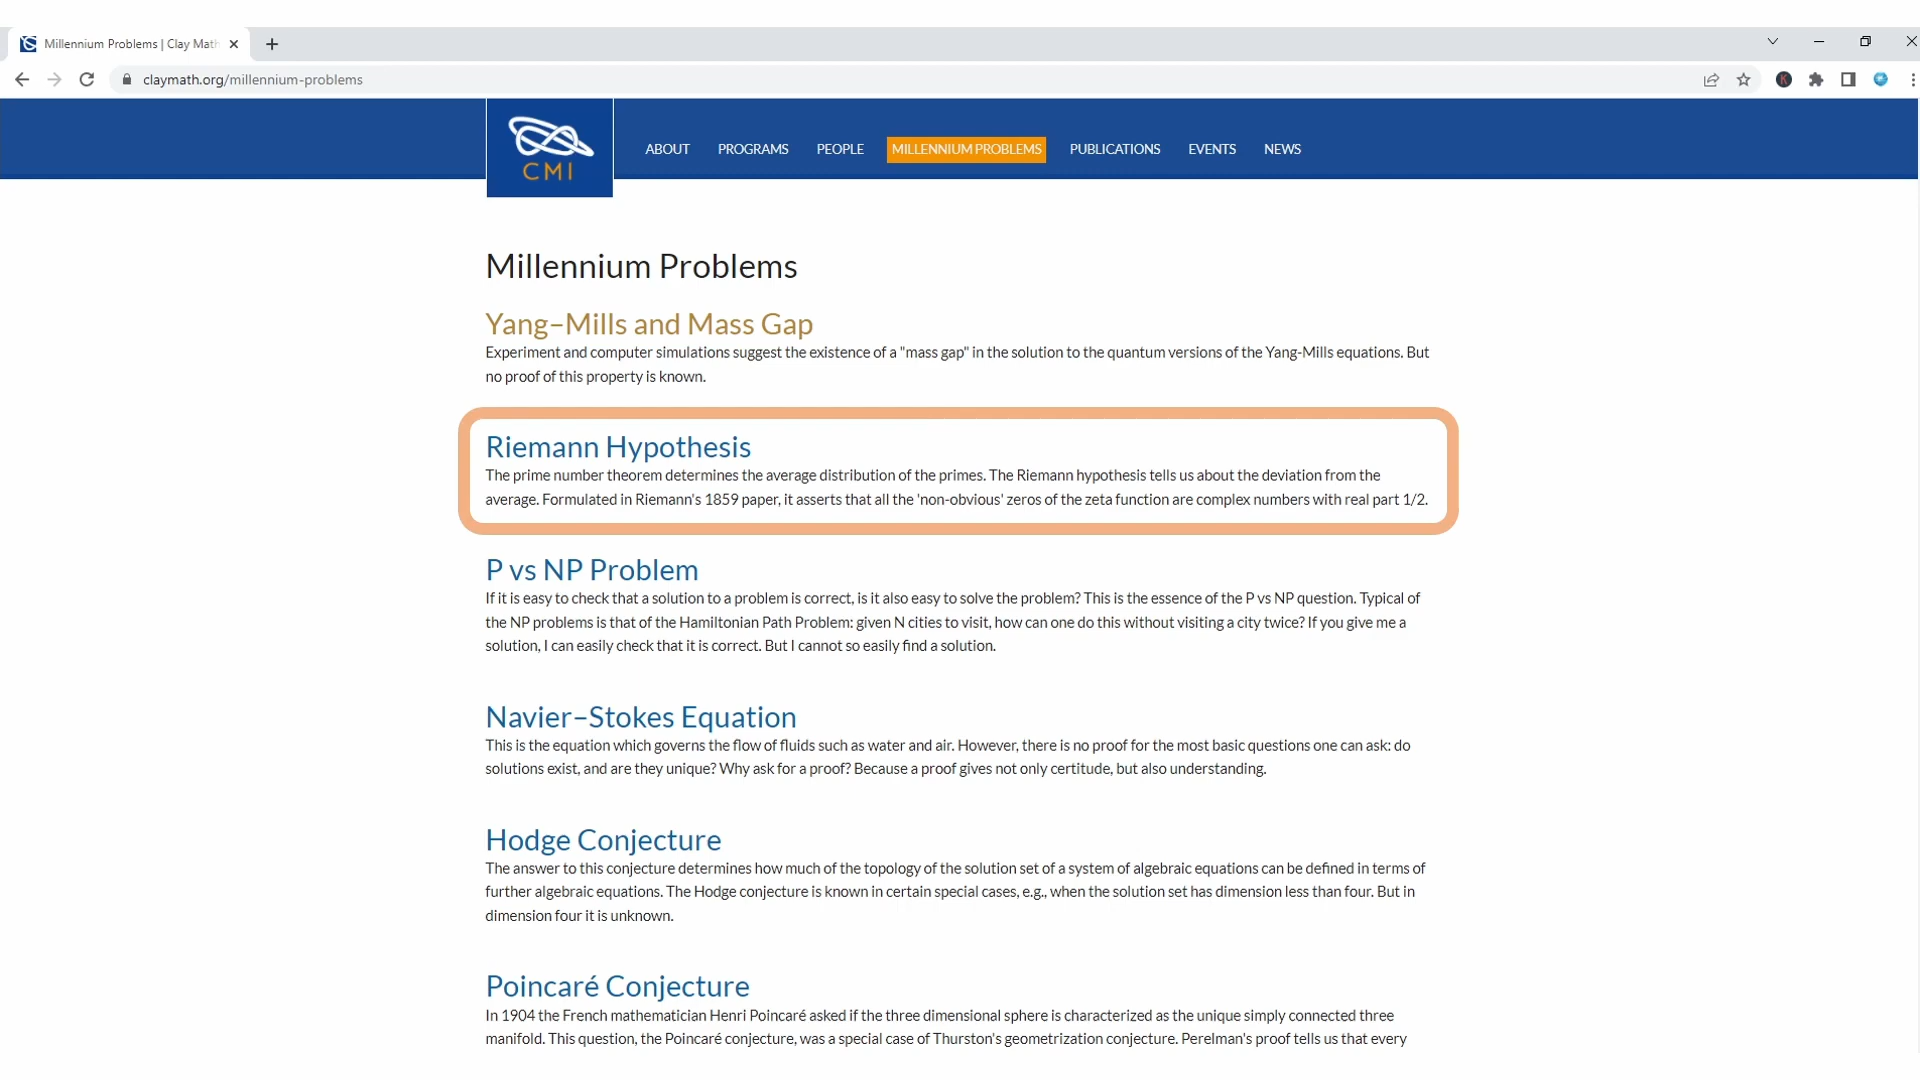 Millennium Problems | Clay Math
claymath.org/millennium-problems
K
CMI
ABOUT PROGRAMS PEOPLE MILLENNIUM PROBLEMS PUBLICATIONS EVENTS NEWS
Millennium Problems
Yang–Mills and Mass Gap
Experiment and computer simulations suggest the existence of a "mass gap" in the solution to the quantum versions of the Yang-Mills equations. But
no proof of this property is known.
Riemann Hypothesis
The prime number theorem determines the average distribution of the primes. The Riemann hypothesis tells us about the deviation from the
average. Formulated in Riemann's 1859 paper, it asserts that all the 'non-obvious' zeros of the zeta function are complex numbers with real part 1/2.
P vs NP Problem
If it is easy to check that a solution to a problem is correct, is it also easy to solve the problem? This is the essence of the P vs NP question. Typical of
the NP problems is that of the Hamiltonian Path Problem: given N cities to visit, how can one do this without visiting a city twice? If you give me a
solution, I can easily check that it is correct. But I cannot so easily find a solution.
Navier–Stokes Equation
This is the equation which governs the flow of fluids such as water and air. However, there is no proof for the most basic questions one can ask: do
solutions exist, and are they unique? Why ask for a proof? Because a proof gives not only certitude, but also understanding.
Hodge Conjecture
The answer to this conjecture determines how much of the topology of the solution set of a system of algebraic equations can be defined in terms of
further algebraic equations. The Hodge conjecture is known in certain special cases, e.g., when the solution set has dimension less than four. But in
dimension four it is unknown.
Poincaré Conjecture
In 1904 the French mathematician Henri Poincaré asked if the three dimensional sphere is characterized as the unique simply connected three
manifold. This question, the Poincaré conjecture, was a special case of Thurston's geometrization conjecture. Perelman's proof tells us that every